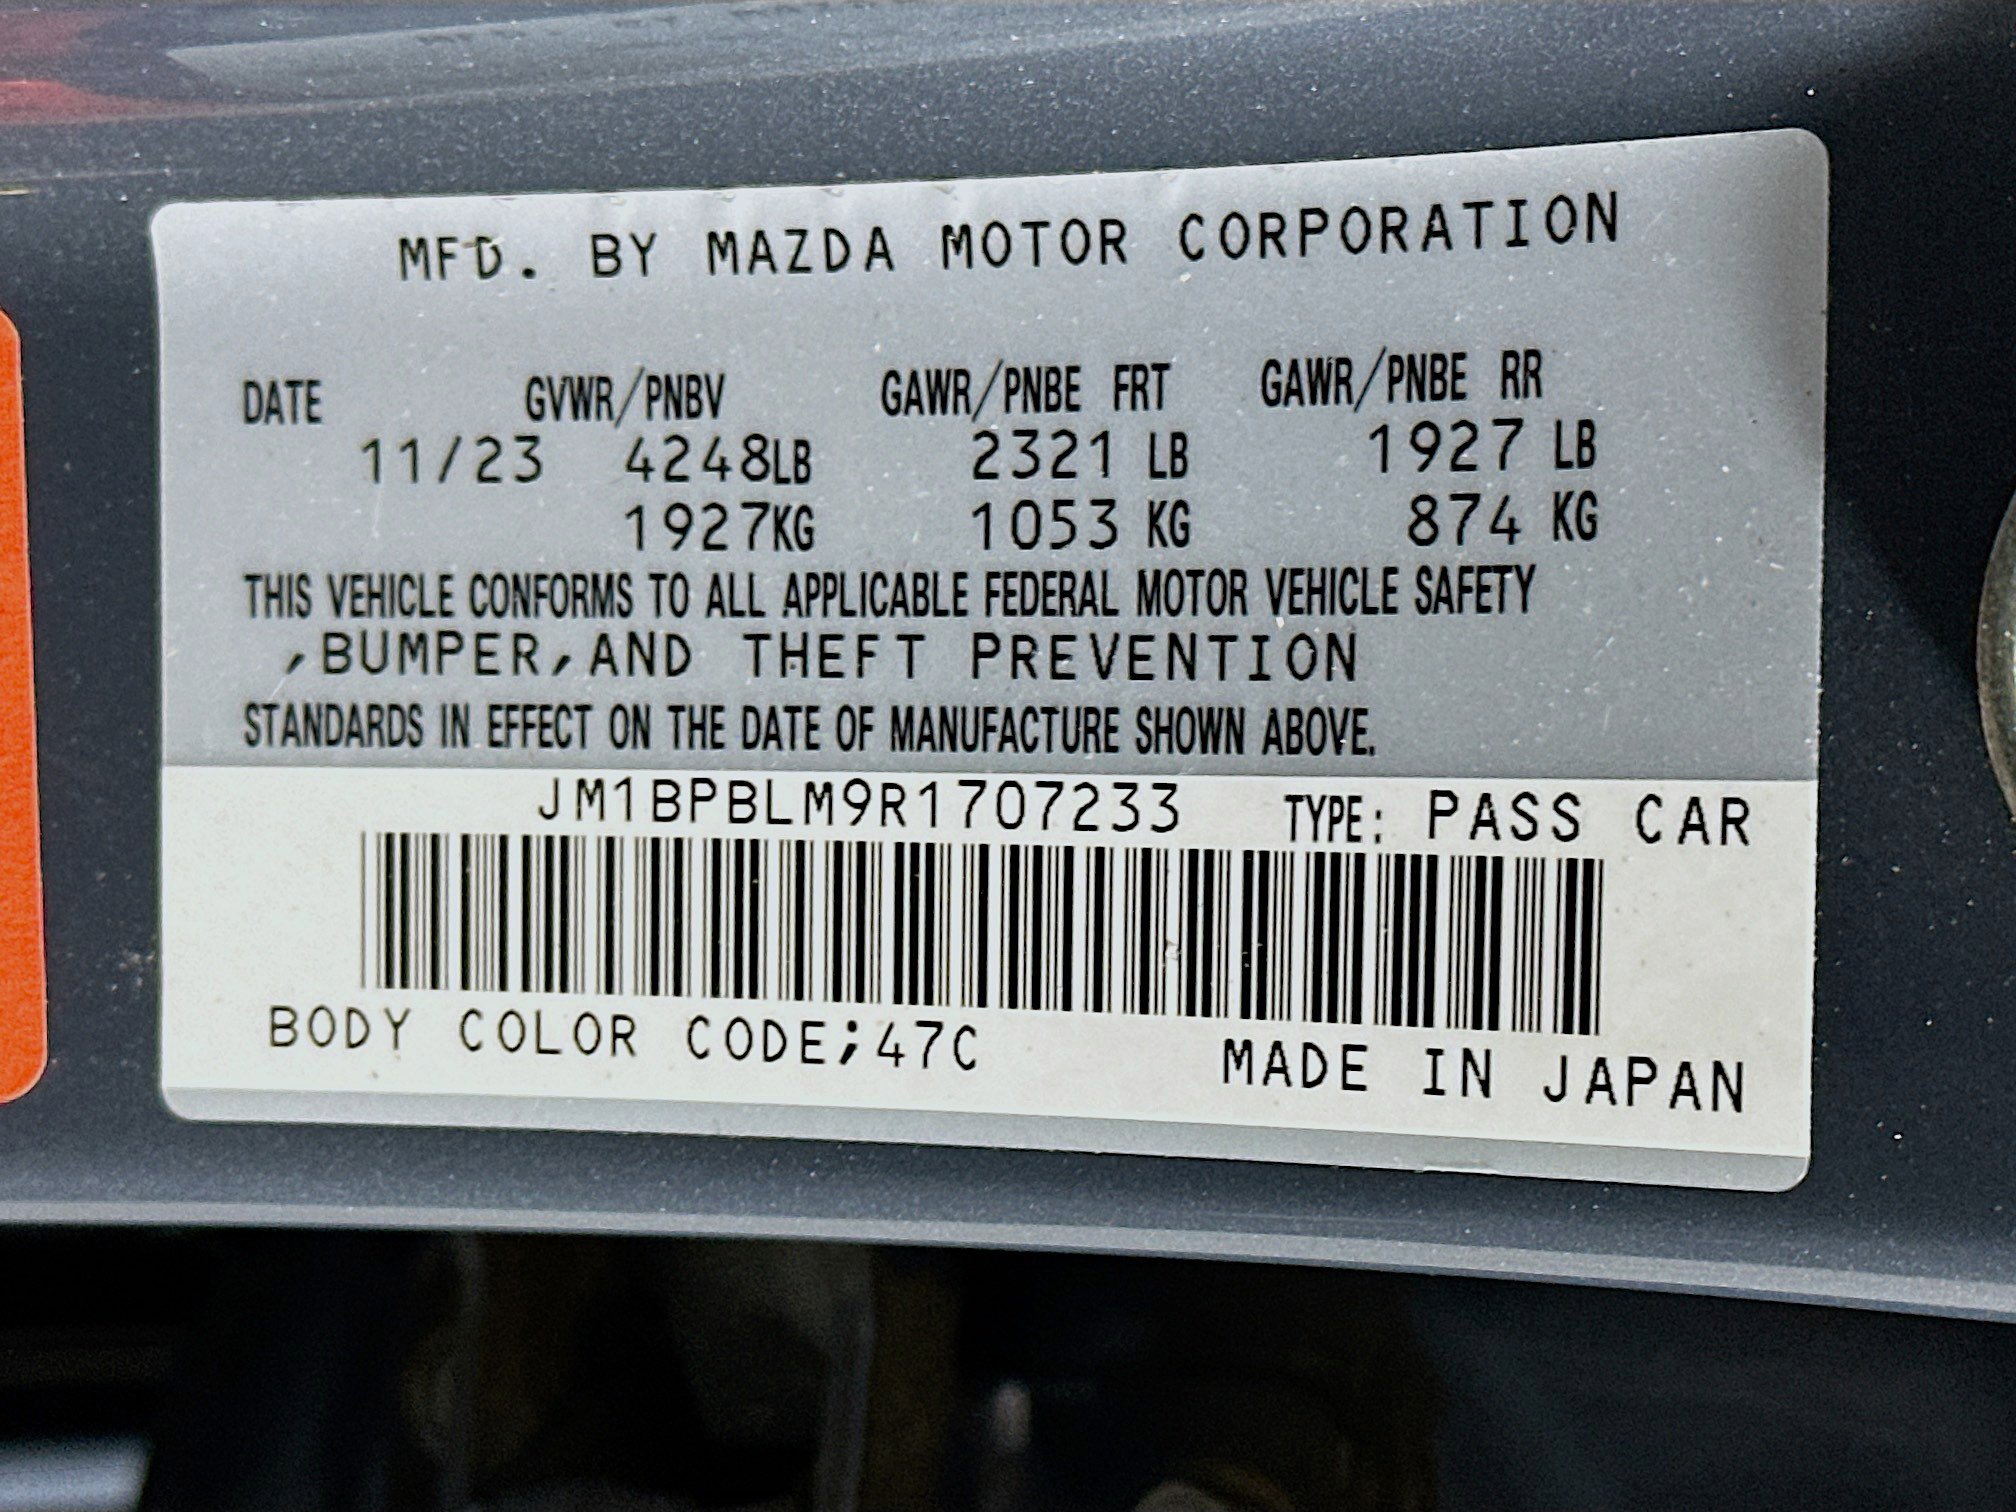 MFD. BY MAZDA MOTOR CORPORATION
DATE GVWR/PNBV GAWR/PNBE FRT GAWR/PNBE RR
11/23 4248LB 2321 LB 1927 LB
1927KG 1053 KG 874 KG
THIS VEHICLE CONFORMS TO ALL APPLICABLE FEDERAL MOTOR VEHICLE SAFETY
,BUMPER,AND THEFT PREVENTION
STANDARDS IN EFFECT ON THE DATE OF MANUFACTURE SHOWN ABOVE.
JM1BPBLM9R1707233 TYPE: PASS CAR
BODY COLOR CODE;47C
MADE IN JAPAN